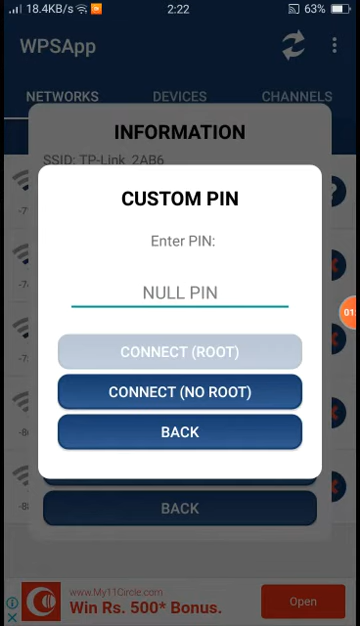 18.4KB/s 2:22 63%
WPSApp
NETWORKS DEVICES CHANNELS
INFORMATION
SSID: TP-Link_2AB6
CUSTOM PIN
Enter PIN:
NULL PIN
CONNECT (ROOT)
CONNECT (NO ROOT)
BACK
BACK
www.My11Circle.com
Win Rs. 500* Bonus.
Open